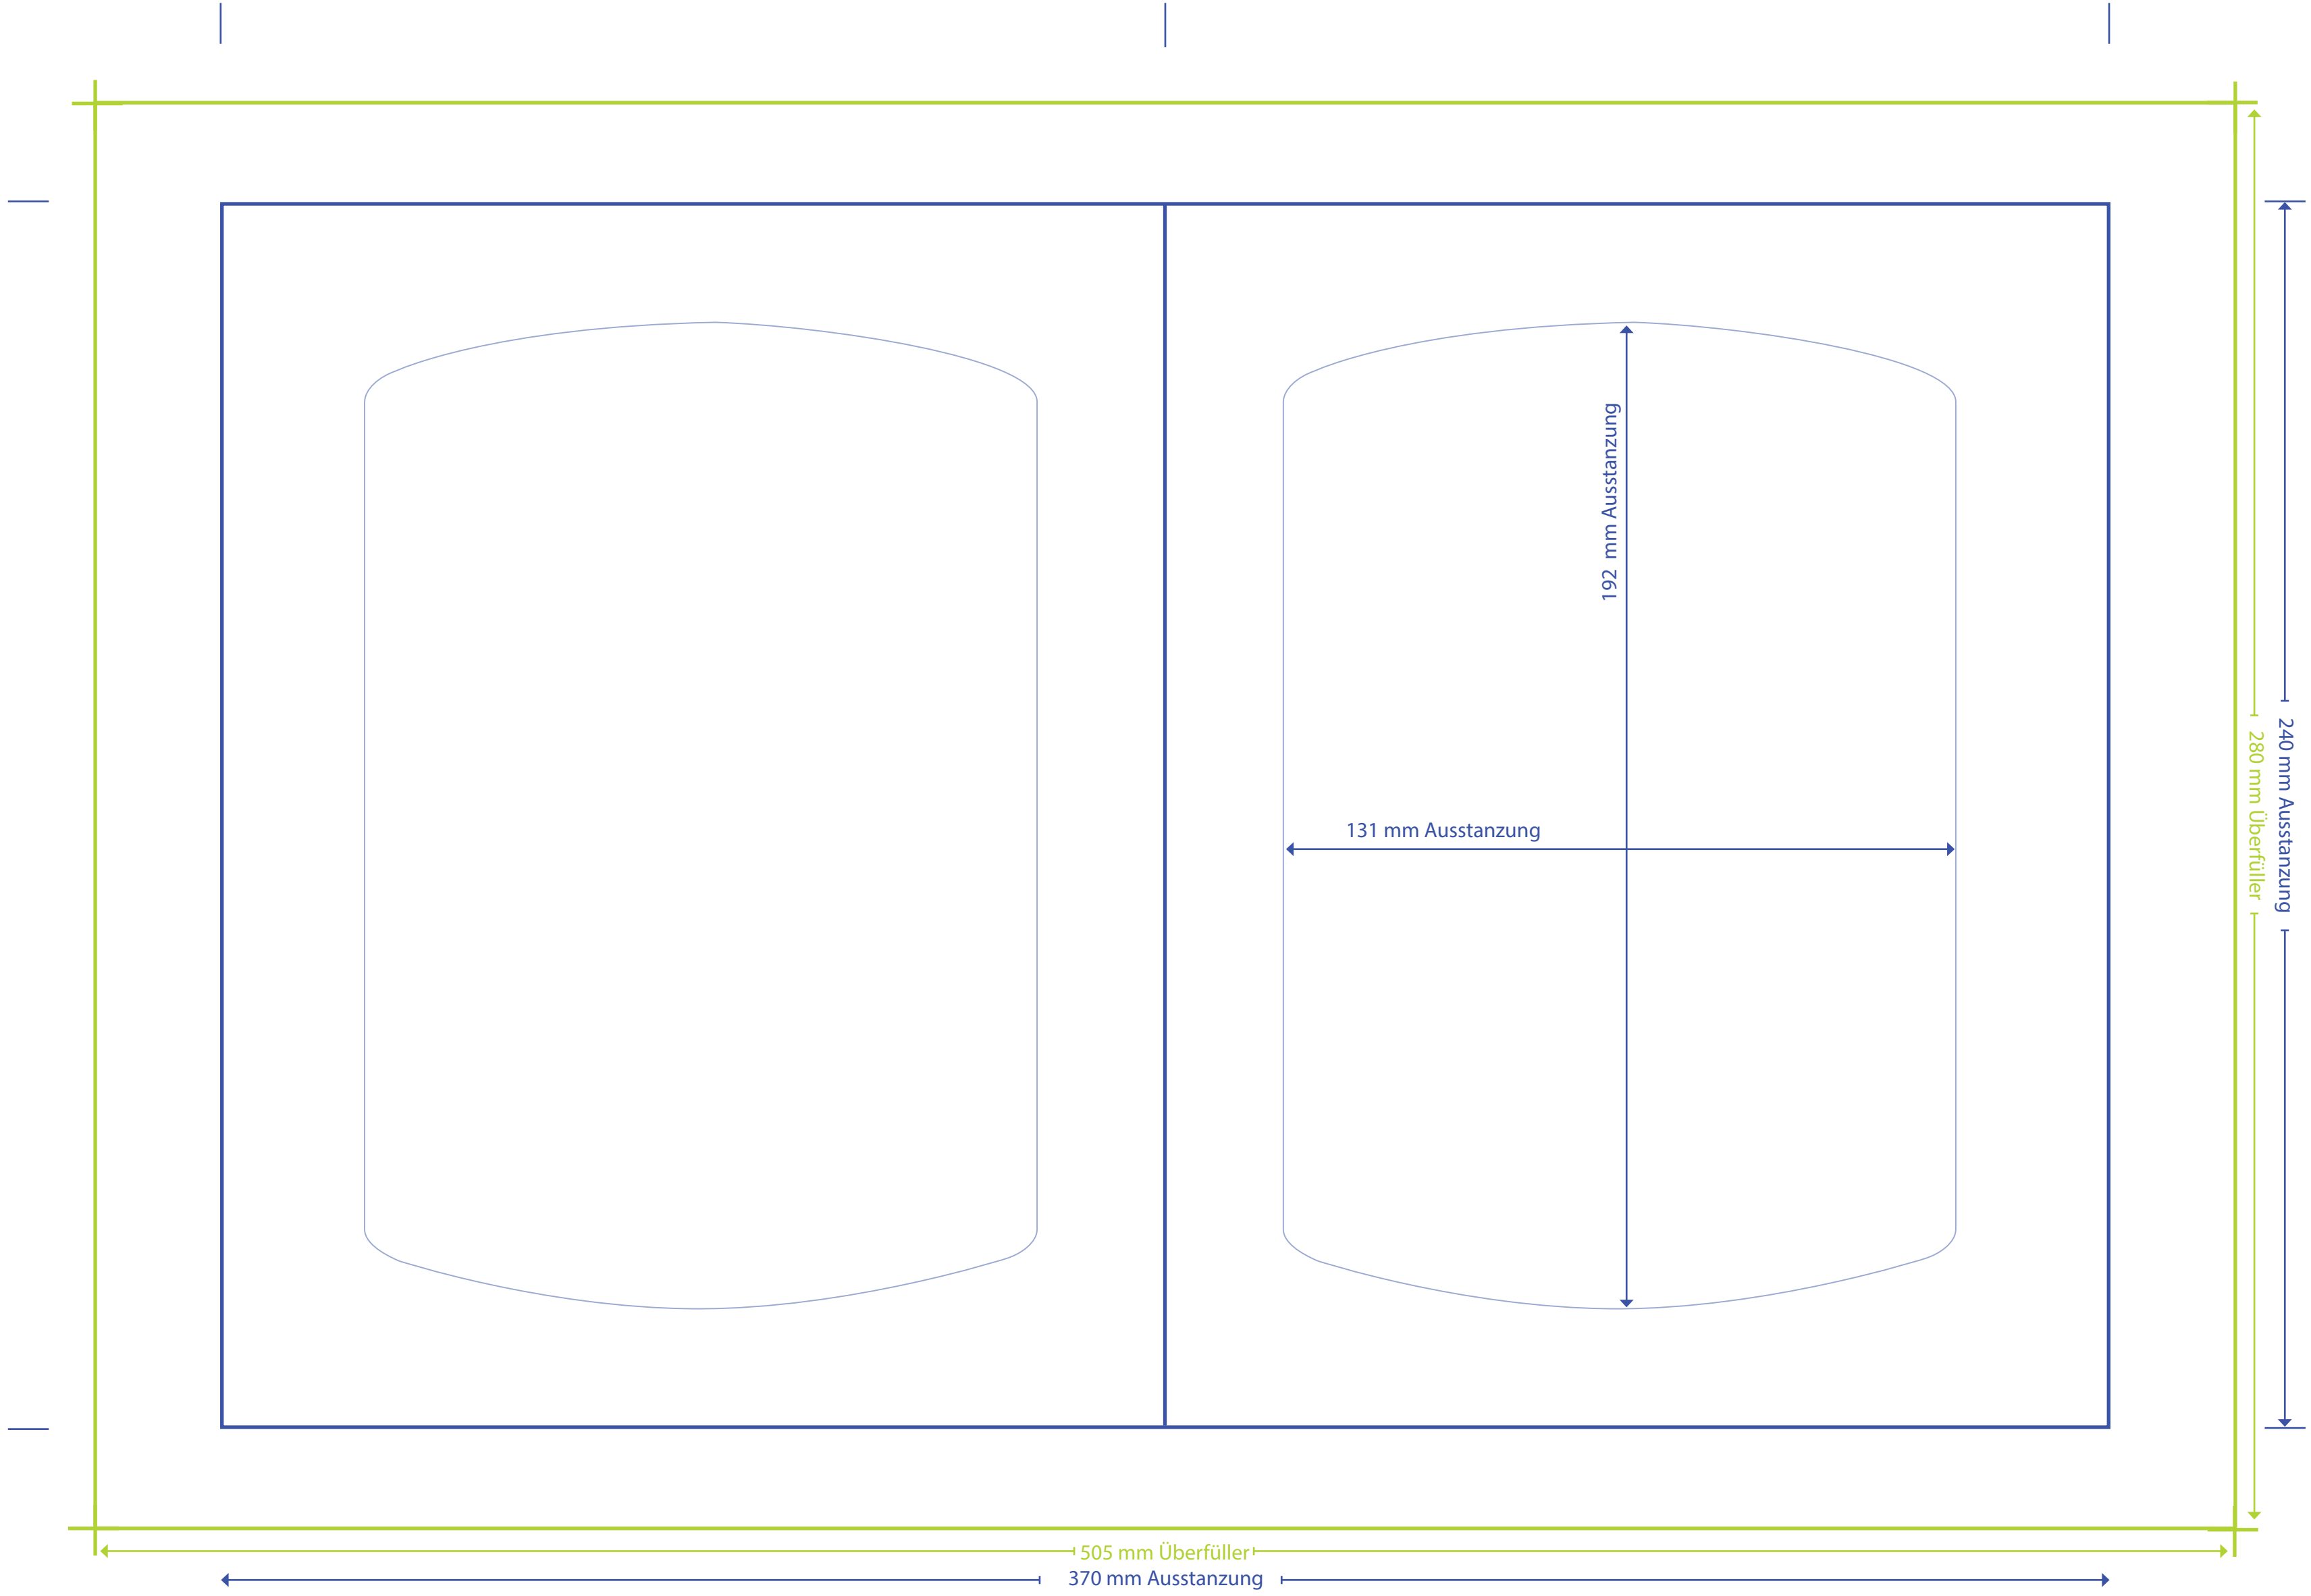 192 mm Ausstanzung
131 mm Ausstanzung
240 mm Ausstanzung
280 mm Überfüller
505 mm Überfüller
370 mm Ausstanzung